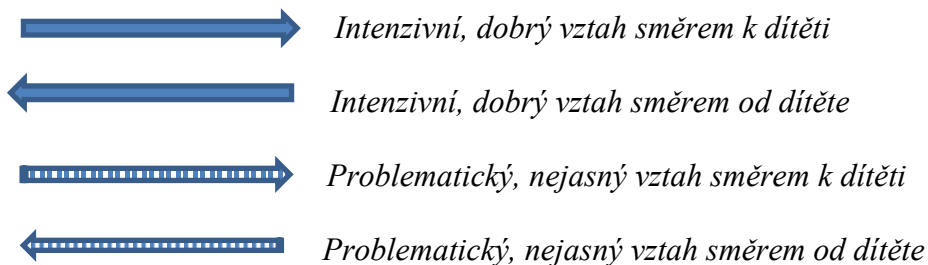 Intenzivní, dobrý vztah směrem k dítěti
Intenzivní, dobrý vztah směrem od dítěte
Problematický, nejasný vztah směrem k dítěti
Problematický, nejasný vztah směrem od dítěte